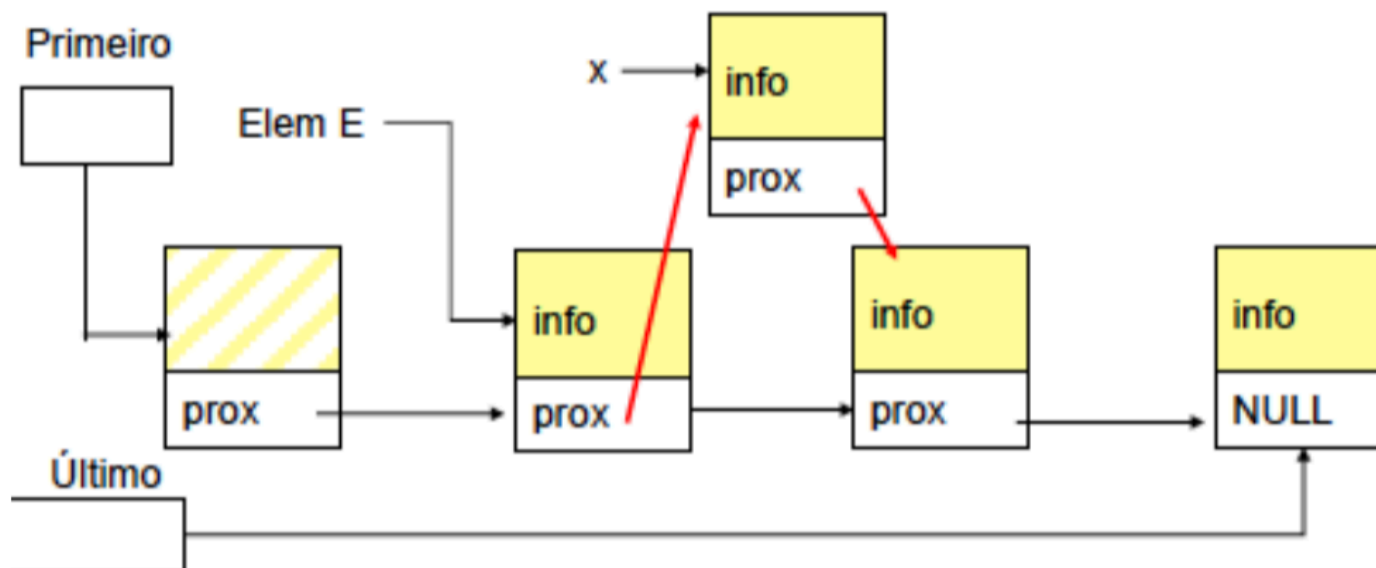 Primeiro
x
info
Elem E
prox
info
info
info
prox
prox
prox
NULL
Último